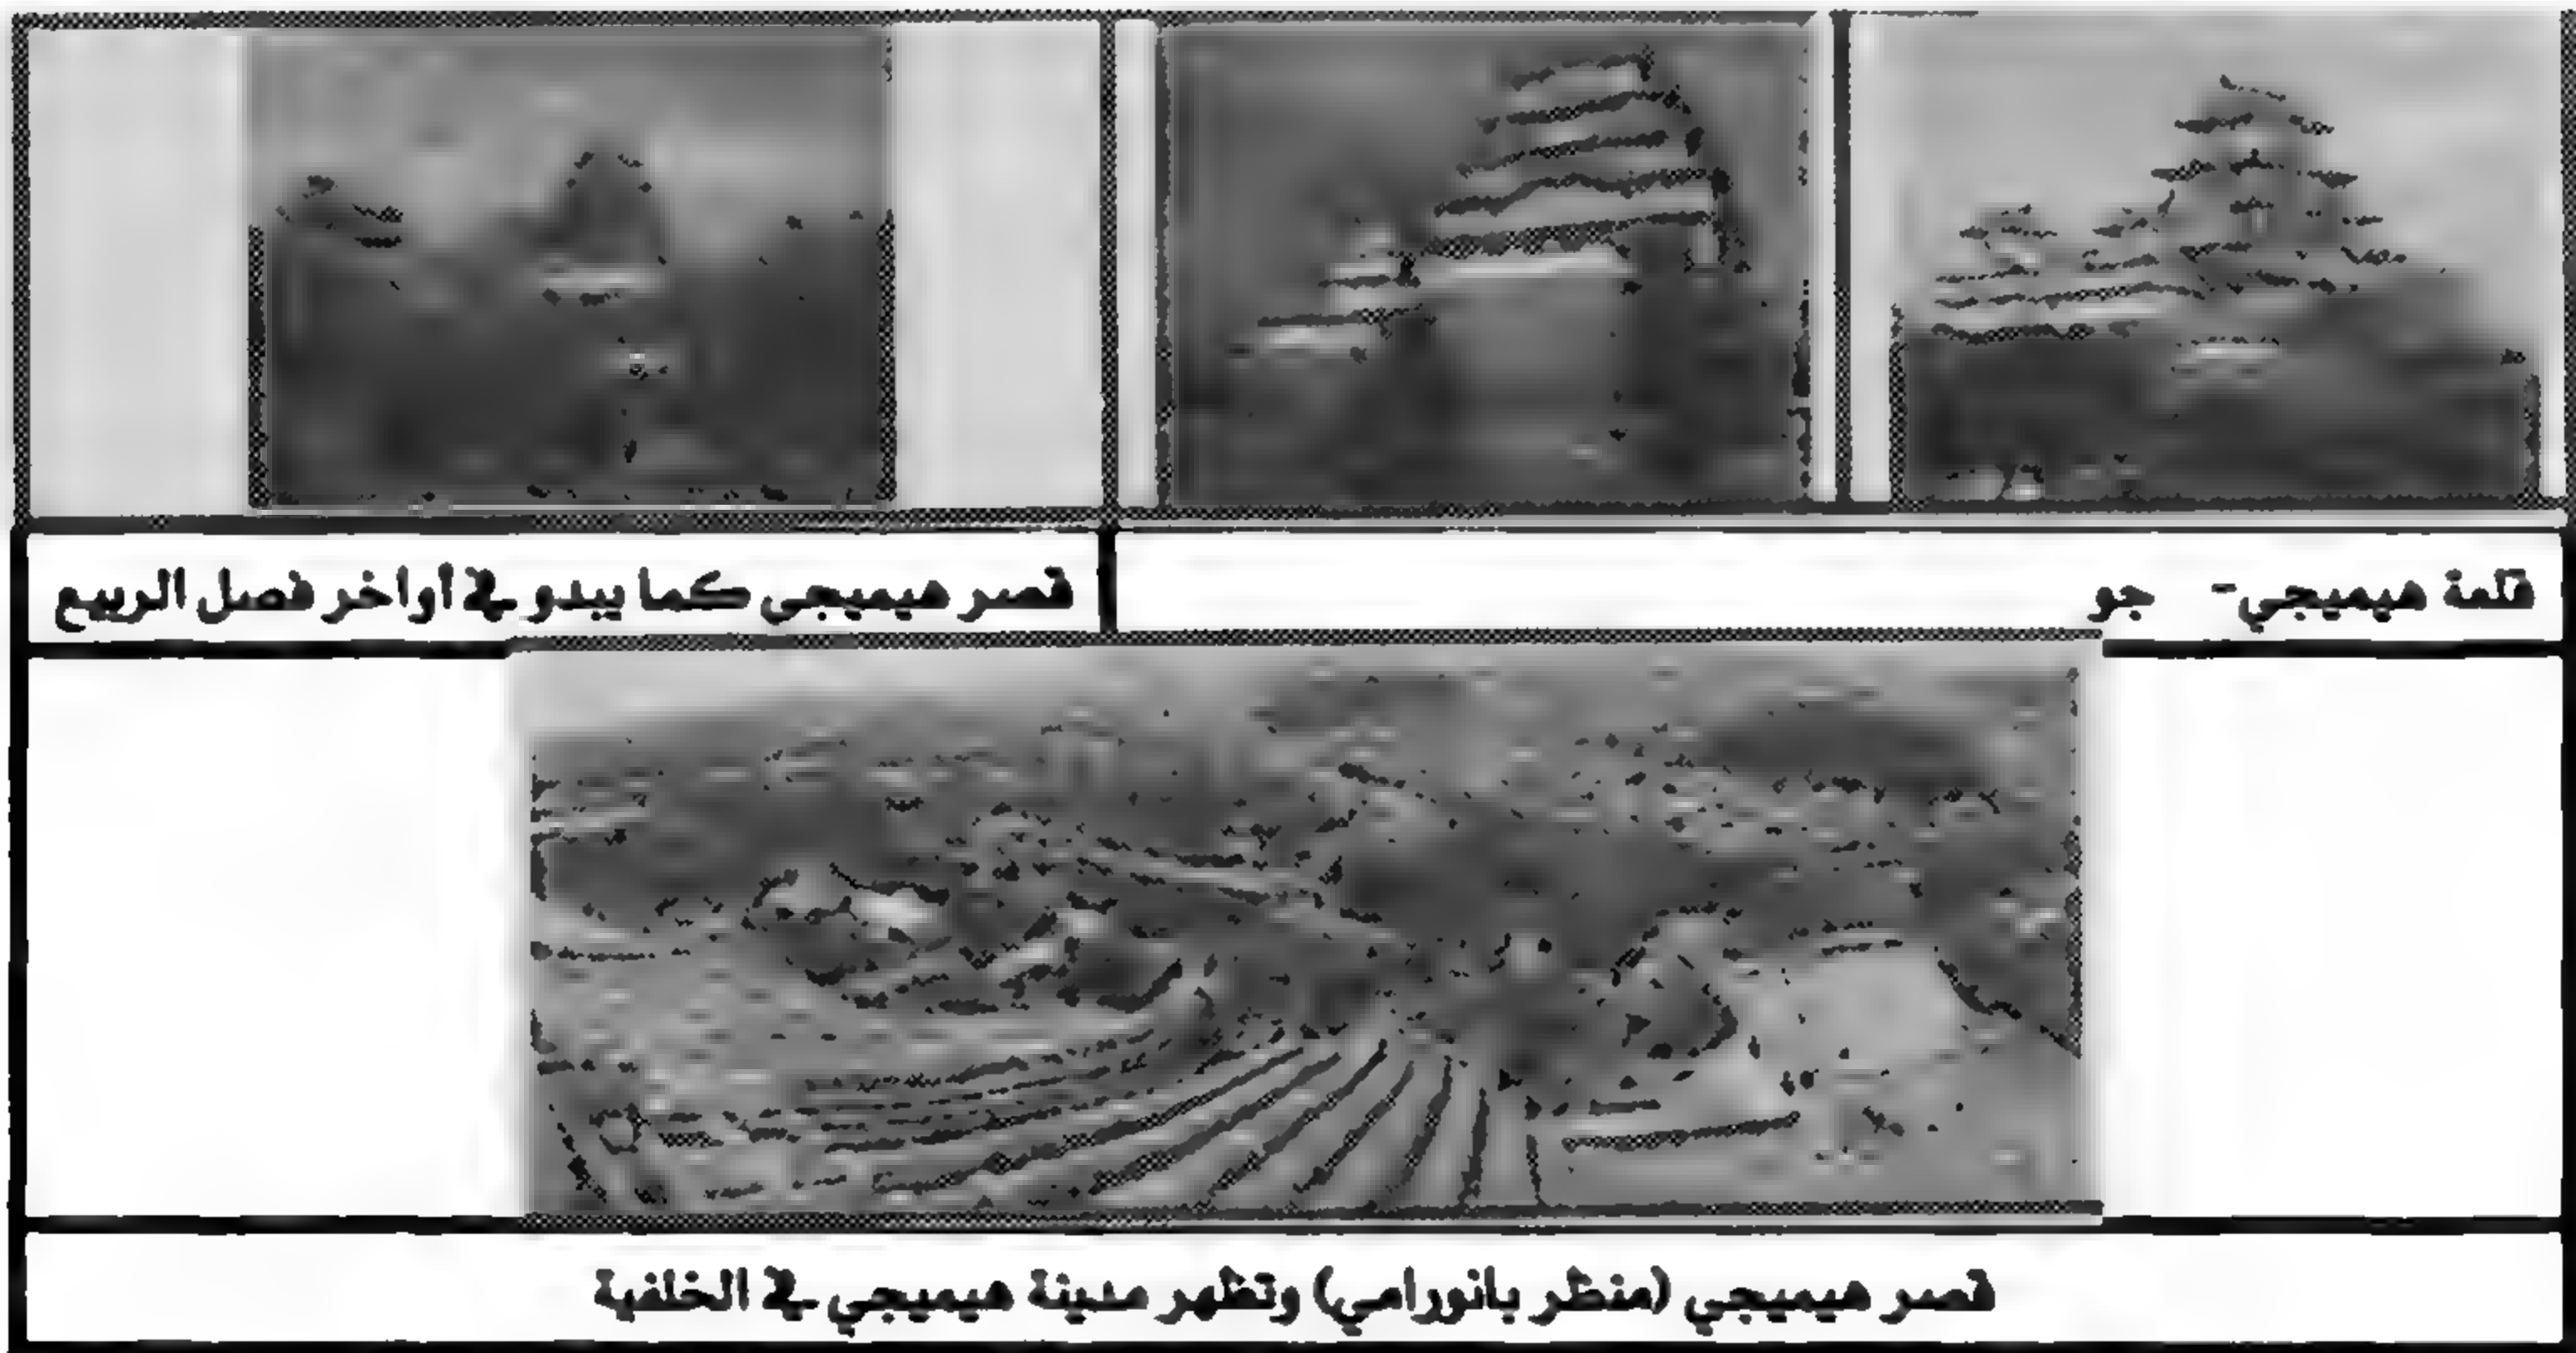 قلعة هيميجي- جو
قصر هيميجي كما يبدو في أواخر فصل الربيع
قصر هيميجي (منظر بانورامي) وتظهر مدينة هيميجي في الخلفية